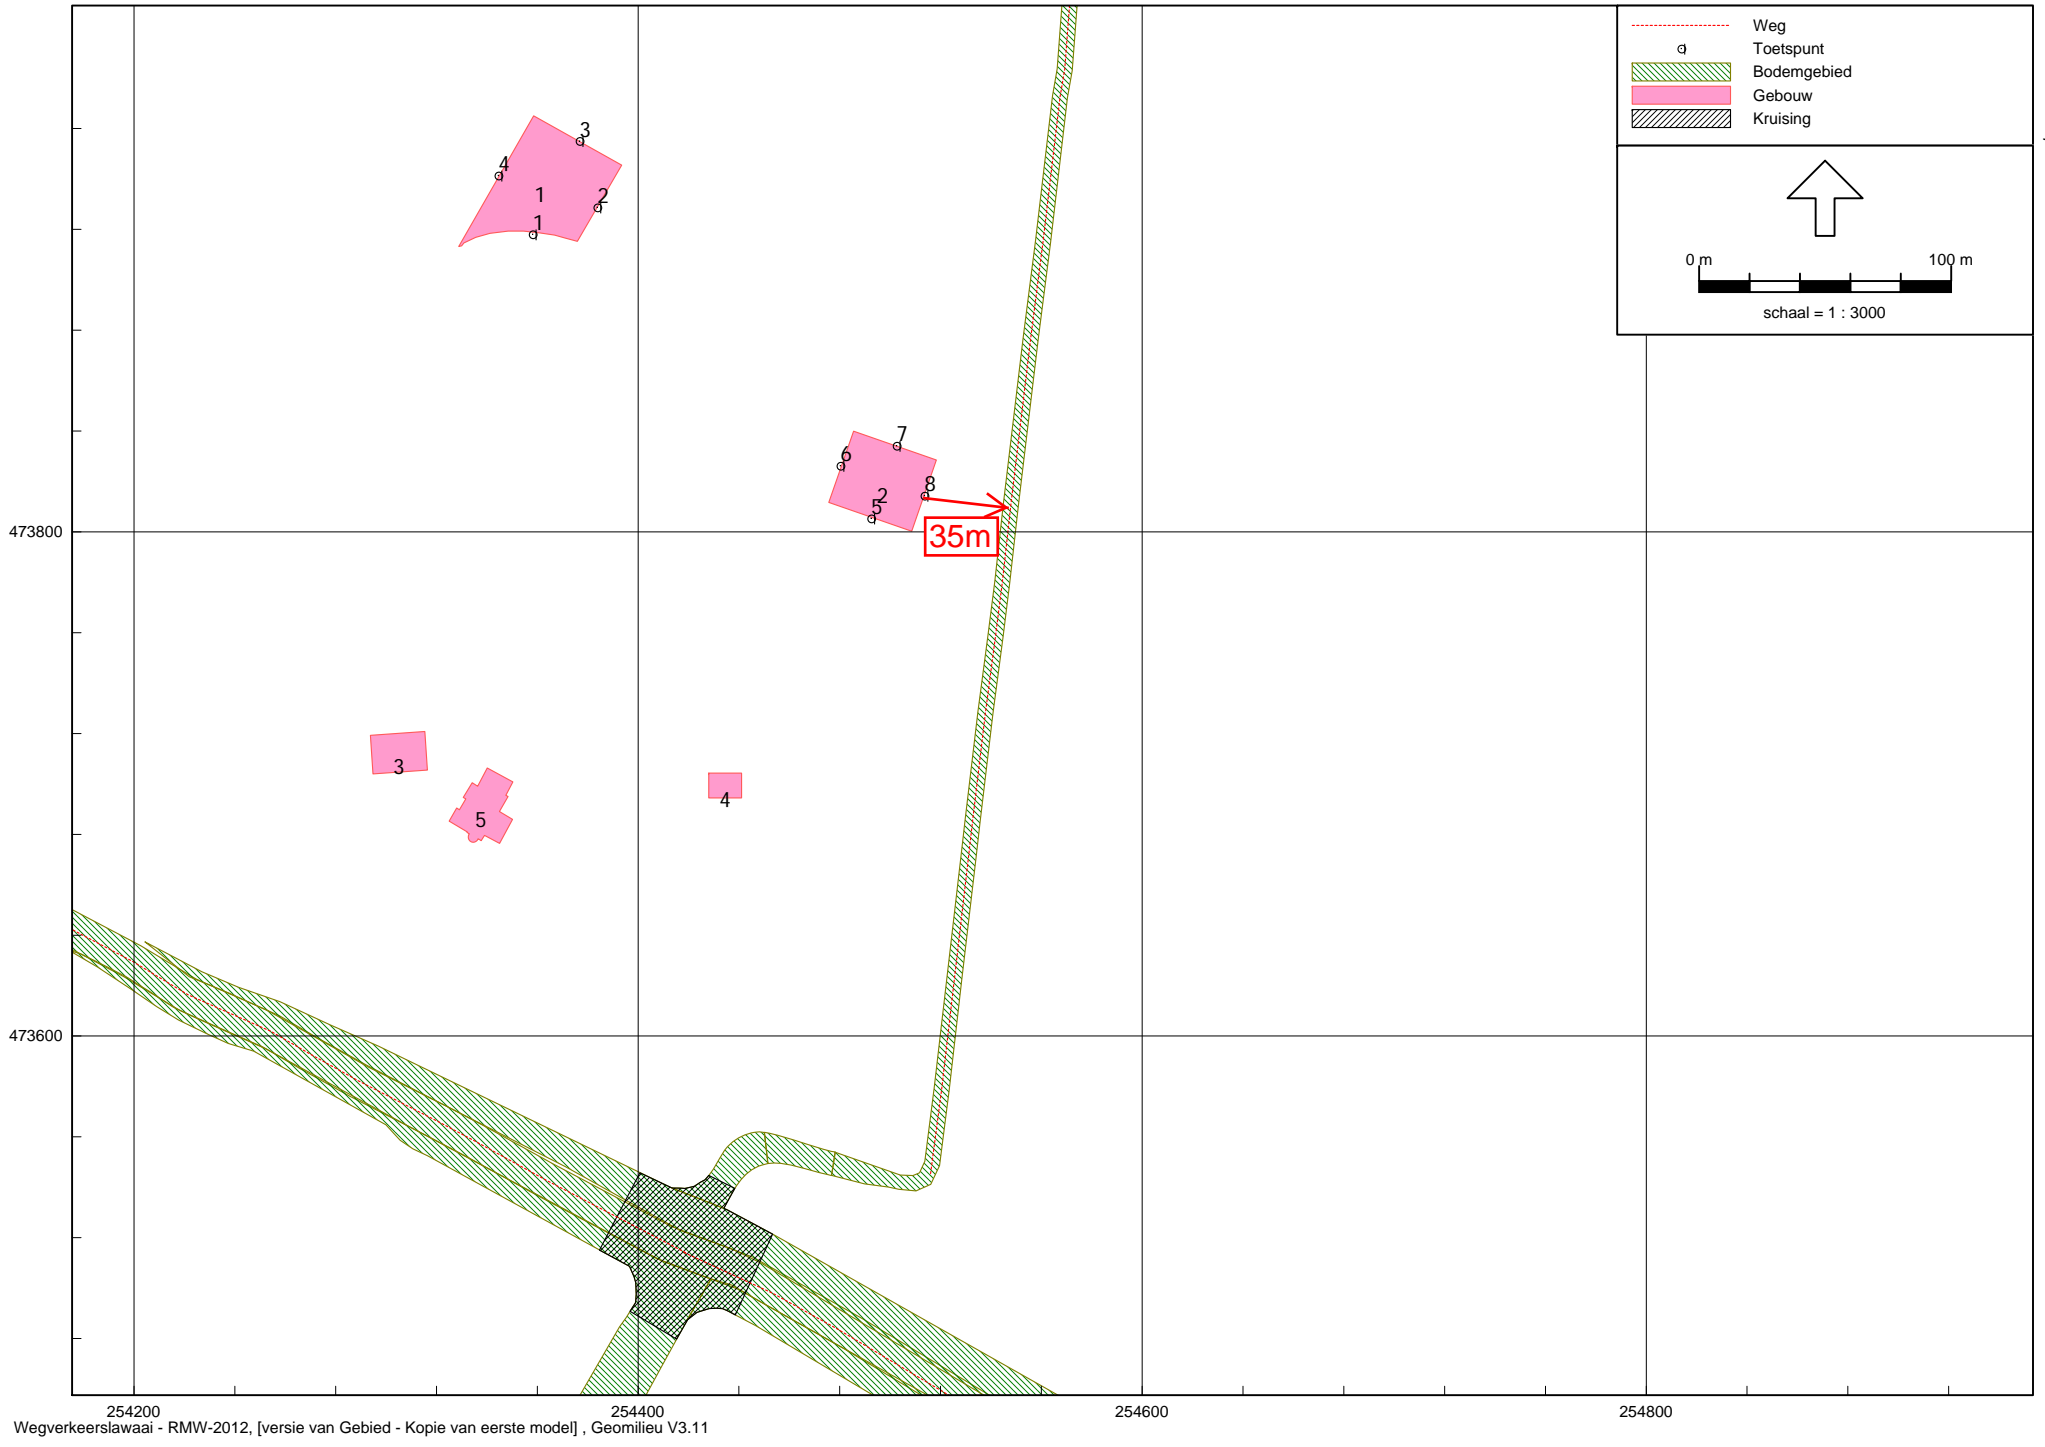 Weg
Toetspunt
Bodemgebied
Gebouw
Kruising
0 m 100 m
schaal = 1 : 3000
3
4
1
2
1
7
6
8
2
5
35m
473800
3
4
5
473600
254200 254400 254600 254800
Wegverkeerslawaai - RMW-2012, [versie van Gebied - Kopie van eerste model] , Geomilieu V3.11